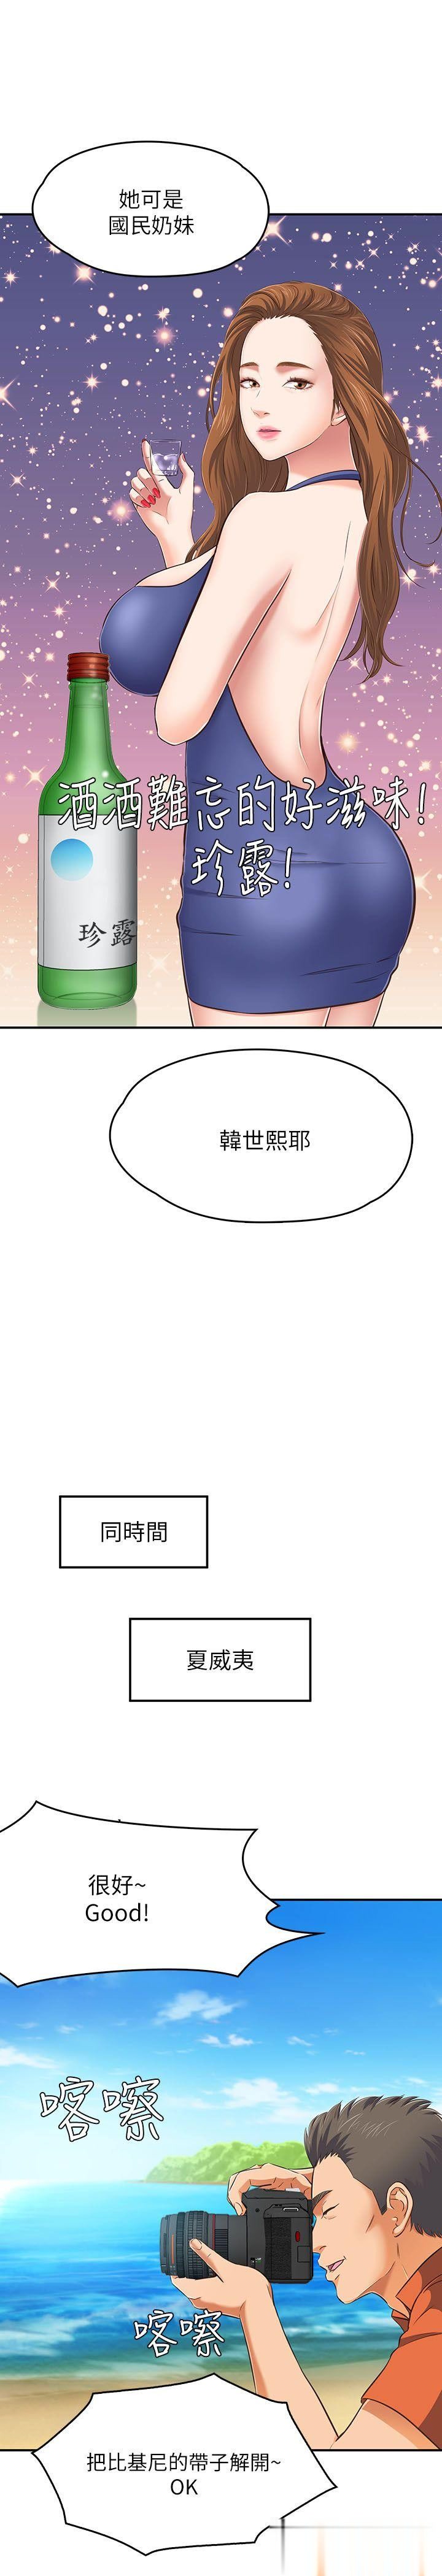 她可是
國民奶妹
酒酒難忘的好滋味!
珍露!
珍露
韓世熙耶
同時間
夏威夷
很好~
Good!
喀嚓
喀嚓
把比基尼的帶子解開~
OK